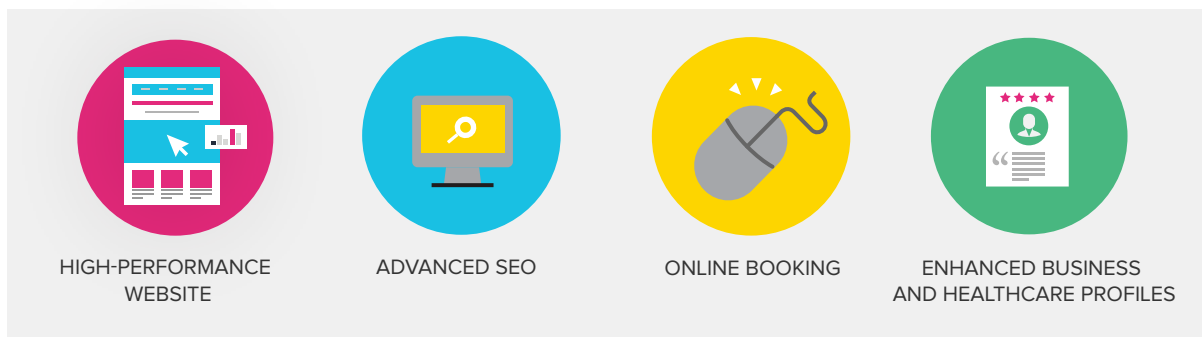 HIGH-PERFORMANCE
WEBSITE
ADVANCED SEO
ONLINE BOOKING
ENHANCED BUSINESS
AND HEALTHCARE PROFILES